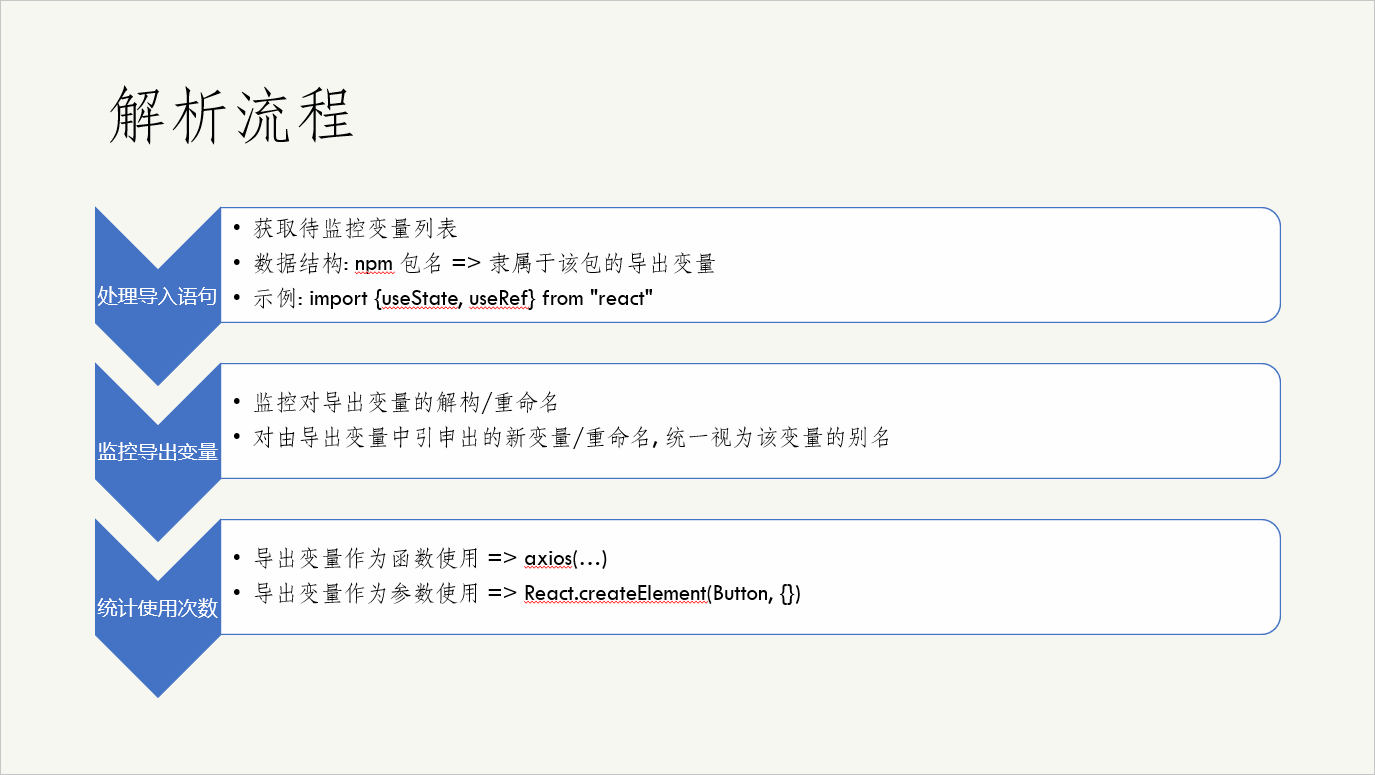 解析流程
处理导入语句
• 获取待监控变量列表
• 数据结构: npm 包名 => 隶属于该包的导出变量
• 示例: import {useState, useRef} from "react"
监控导出变量
• 监控对导出变量的解构/重命名
• 对由导出变量中引申出的新变量/重命名, 统一视为该变量的别名
统计使用次数
• 导出变量作为函数使用 => axios(…)
• 导出变量作为参数使用 => React.createElement(Button, {})